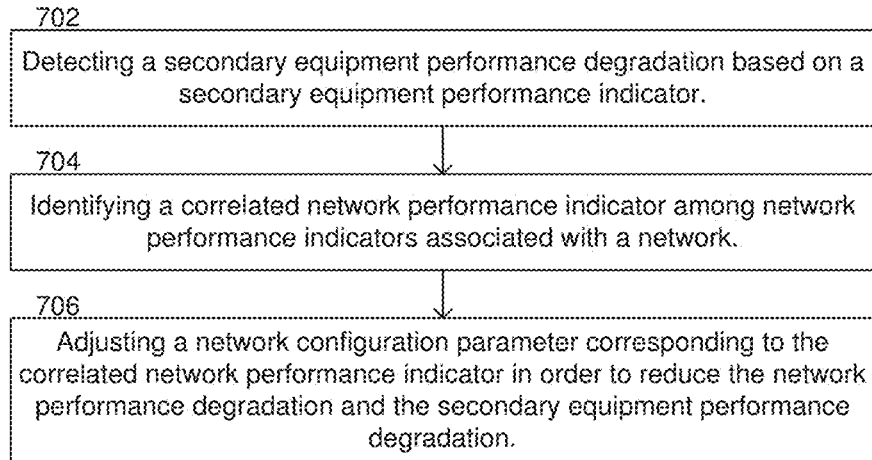 702
Detecting a secondary equipment performance degradation based on a
secondary equipment performance indicator.
704
Identifying a correlated network performance indicator among network
performance indicators associated with a network.
706
Adjusting a network configuration parameter corresponding to the
correlated network performance indicator in order to reduce the network
performance degradation and the secondary equipment performance
degradation.